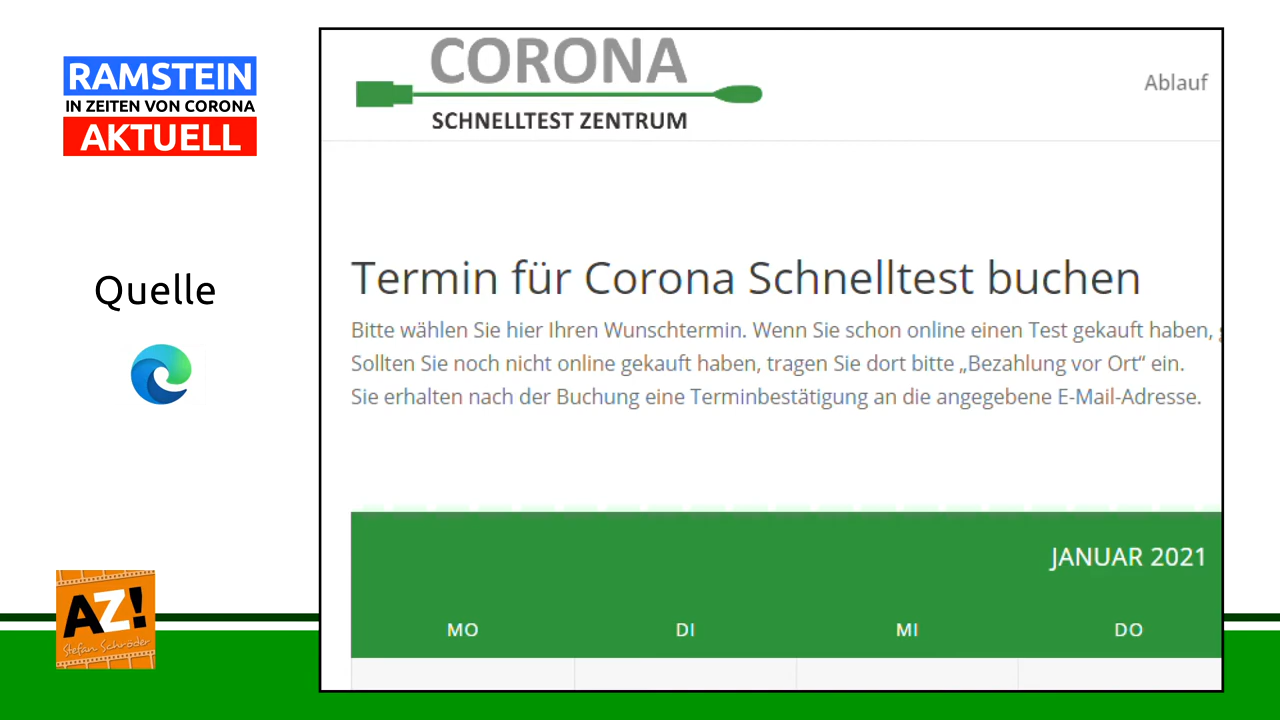 RAMSTEIN
IN ZEITEN VON CORONA
AKTUELL
Quelle
AZ!
Stefan Schröder
CORONA
SCHNELLTEST ZENTRUM
Ablauf
Termin für Corona Schnelltest buchen
Bitte wählen Sie hier Ihren Wunschtermin. Wenn Sie schon online einen Test gekauft haben,
Sollten Sie noch nicht online gekauft haben, tragen Sie dort bitte „Bezahlung vor Ort“ ein.
Sie erhalten nach der Buchung eine Terminbestätigung an die angegebene E-Mail-Adresse.
JANUAR 2021
MO DI MI DO